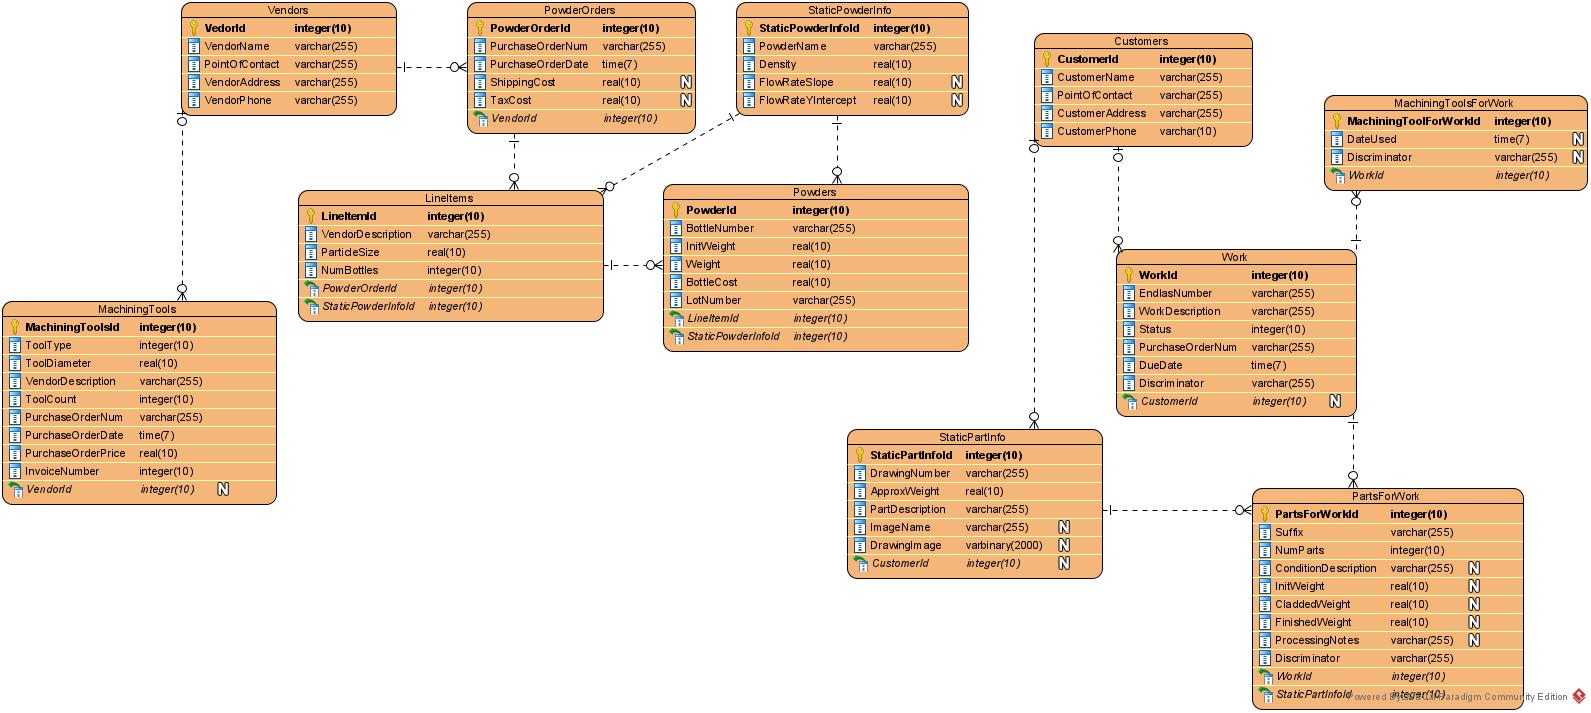 Vendors
VedorId integer(10)
VendorName varchar(255)
PointOfContact varchar(255)
VendorAddress varchar(255)
VendorPhone varchar(255)
PowderOrders
PowderOrderId integer(10)
PurchaseOrderNum varchar(255)
PurchaseOrderDate time(7)
ShippingCost real(10) N
TaxCost real(10) N
VendorId integer(10)
StaticPowderInfo
StaticPowderInfoId integer(10)
PowderName varchar(255)
Density real(10)
FlowRateSlope real(10) N
FlowRateYIntercept real(10) N
Customers
CustomerId integer(10)
CustomerName varchar(255)
PointOfContact varchar(255)
CustomerAddress varchar(255)
CustomerPhone varchar(10)
MachiningToolsForWork
MachiningToolForWorkId integer(10)
DateUsed time(7) N
Discriminator varchar(255) N
WorkId integer(10)
LineItems
LineItemId integer(10)
VendorDescription varchar(255)
ParticleSize real(10)
NumBottles integer(10)
PowderOrderId integer(10)
StaticPowderInfoId integer(10)
Powders
PowderId integer(10)
BottleNumber varchar(255)
InitWeight real(10)
Weight real(10)
BottleCost real(10)
LotNumber varchar(255)
LineItemId integer(10)
StaticPowderInfoId integer(10)
Work
WorkId integer(10)
EndlasNumber varchar(255)
WorkDescription varchar(255)
Status integer(10)
PurchaseOrderNum varchar(255)
DueDate time(7)
Discriminator varchar(255)
CustomerId integer(10) N
MachiningTools
MachiningToolsId integer(10)
ToolType integer(10)
ToolDiameter real(10)
VendorDescription varchar(255)
ToolCount integer(10)
PurchaseOrderNum varchar(255)
PurchaseOrderDate time(7)
PurchaseOrderPrice real(10)
InvoiceNumber integer(10)
VendorId integer(10) N
StaticPartInfo
StaticPartInfoId integer(10)
DrawingNumber varchar(255)
ApproxWeight real(10)
PartDescription varchar(255)
ImageName varchar(255) N
DrawingImage varbinary(2000) N
CustomerId integer(10) N
PartsForWork
PartsForWorkId integer(10)
Suffix varchar(255)
NumParts integer(10)
ConditionDescription varchar(255) N
InitWeight real(10) N
CladdedWeight real(10) N
FinishedWeight real(10) N
ProcessingNotes varchar(255) N
Discriminator varchar(255)
WorkId integer(10)
StaticPartInfoId integer(10)
Powered By Paradigm Community Edition